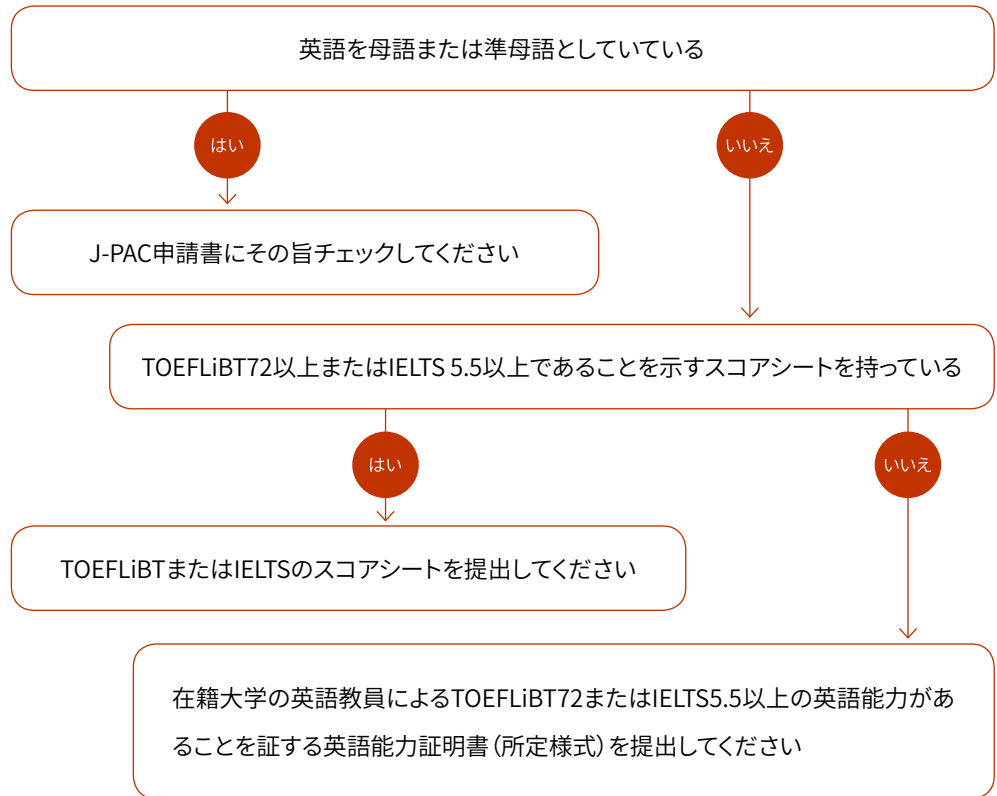 英語を母語または準母語としていている
はい
いいえ
J-PAC申請書にその旨チェックしてください
TOEFLiBT72以上またはIELTS 5.5以上であることを示すスコアシートを持っている
はい
いいえ
TOEFLiBTまたはIELTSのスコアシートを提出してください
在籍大学の英語教員によるTOEFLiBT72またはIELTS5.5以上の英語能力があ
ることを証する英語能力証明書（所定様式）を提出してください